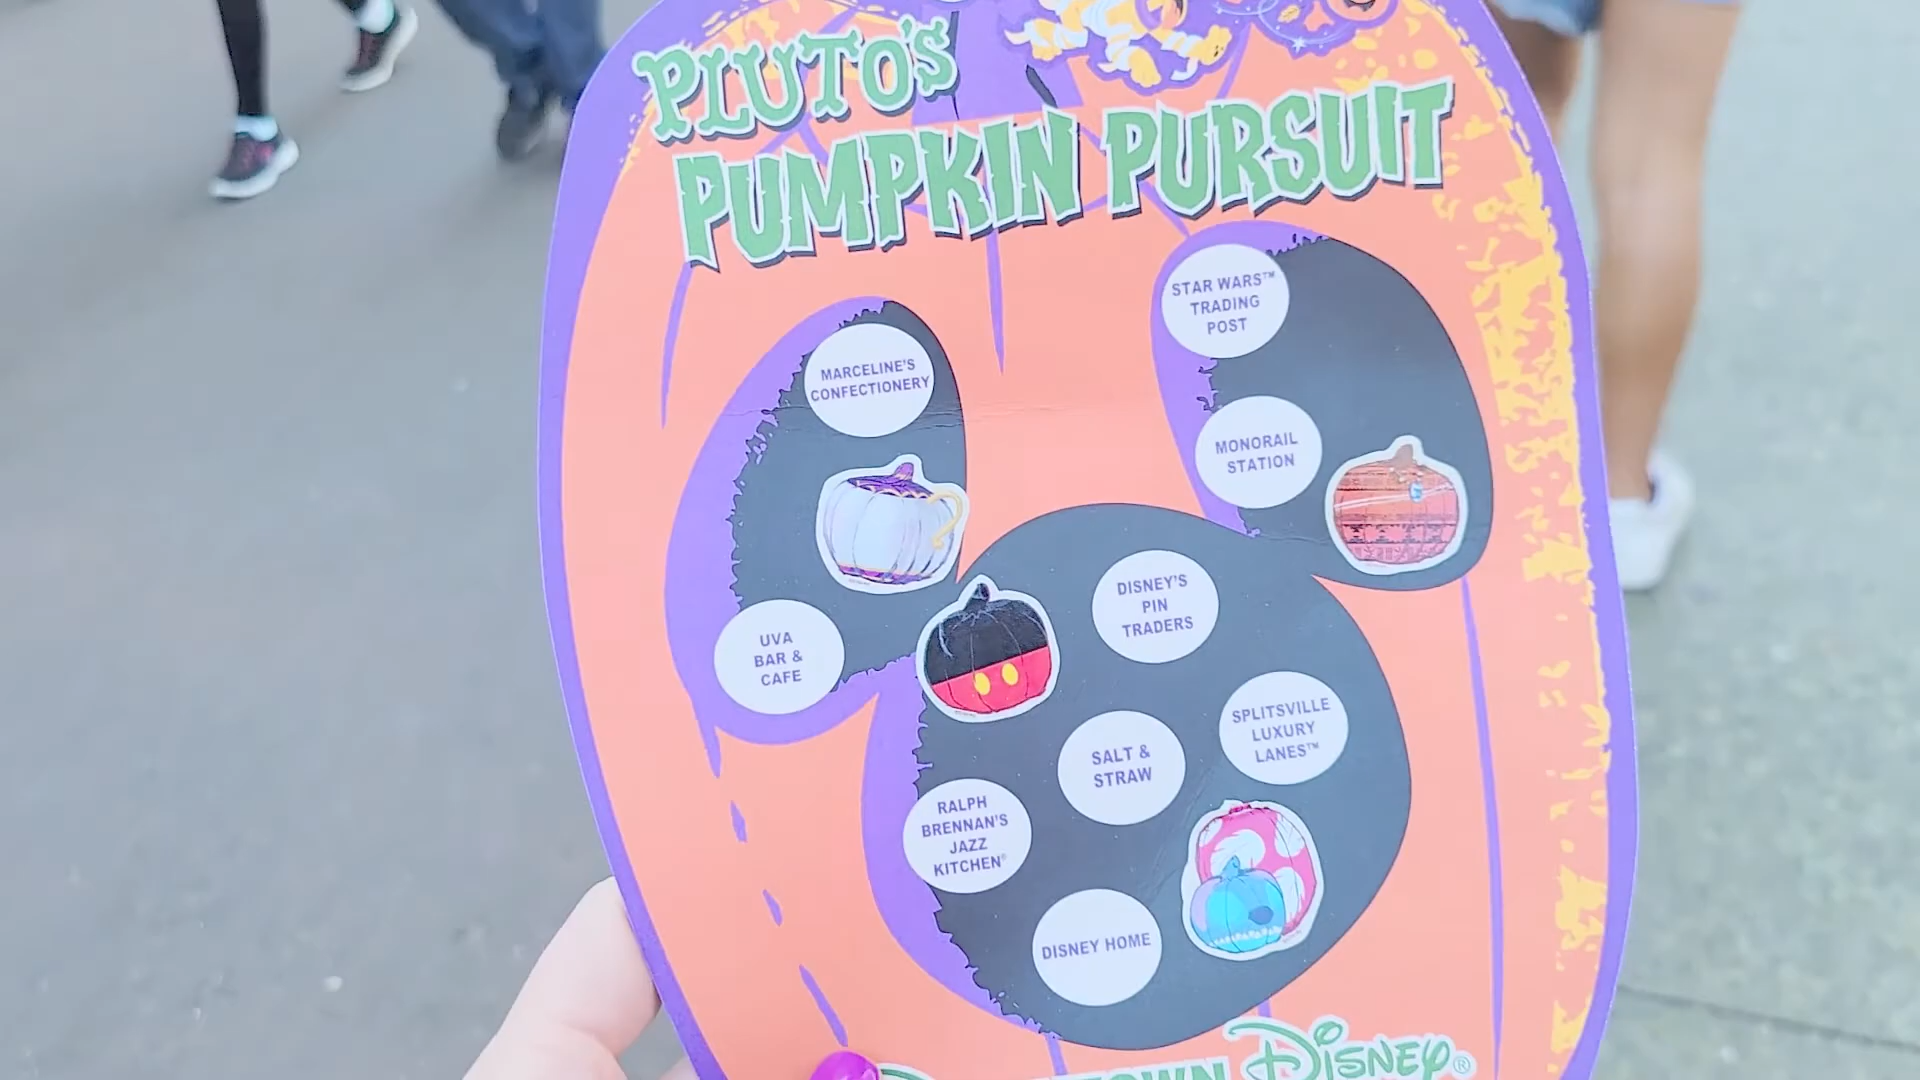 PLUTO'S
PUMPKIN PURSUIT
STAR WARS™
TRADING
POST
MARCELINE'S
CONFECTIONERY
MONORAIL
STATION
DISNEY'S
PIN
TRADERS
UVA
BAR &
CAFE
SPLITSVILLE
LUXURY
LANES™
SALT &
STRAW
RALPH
BRENNAN'S
JAZZ
KITCHEN®
DISNEY HOME
DISNEY®